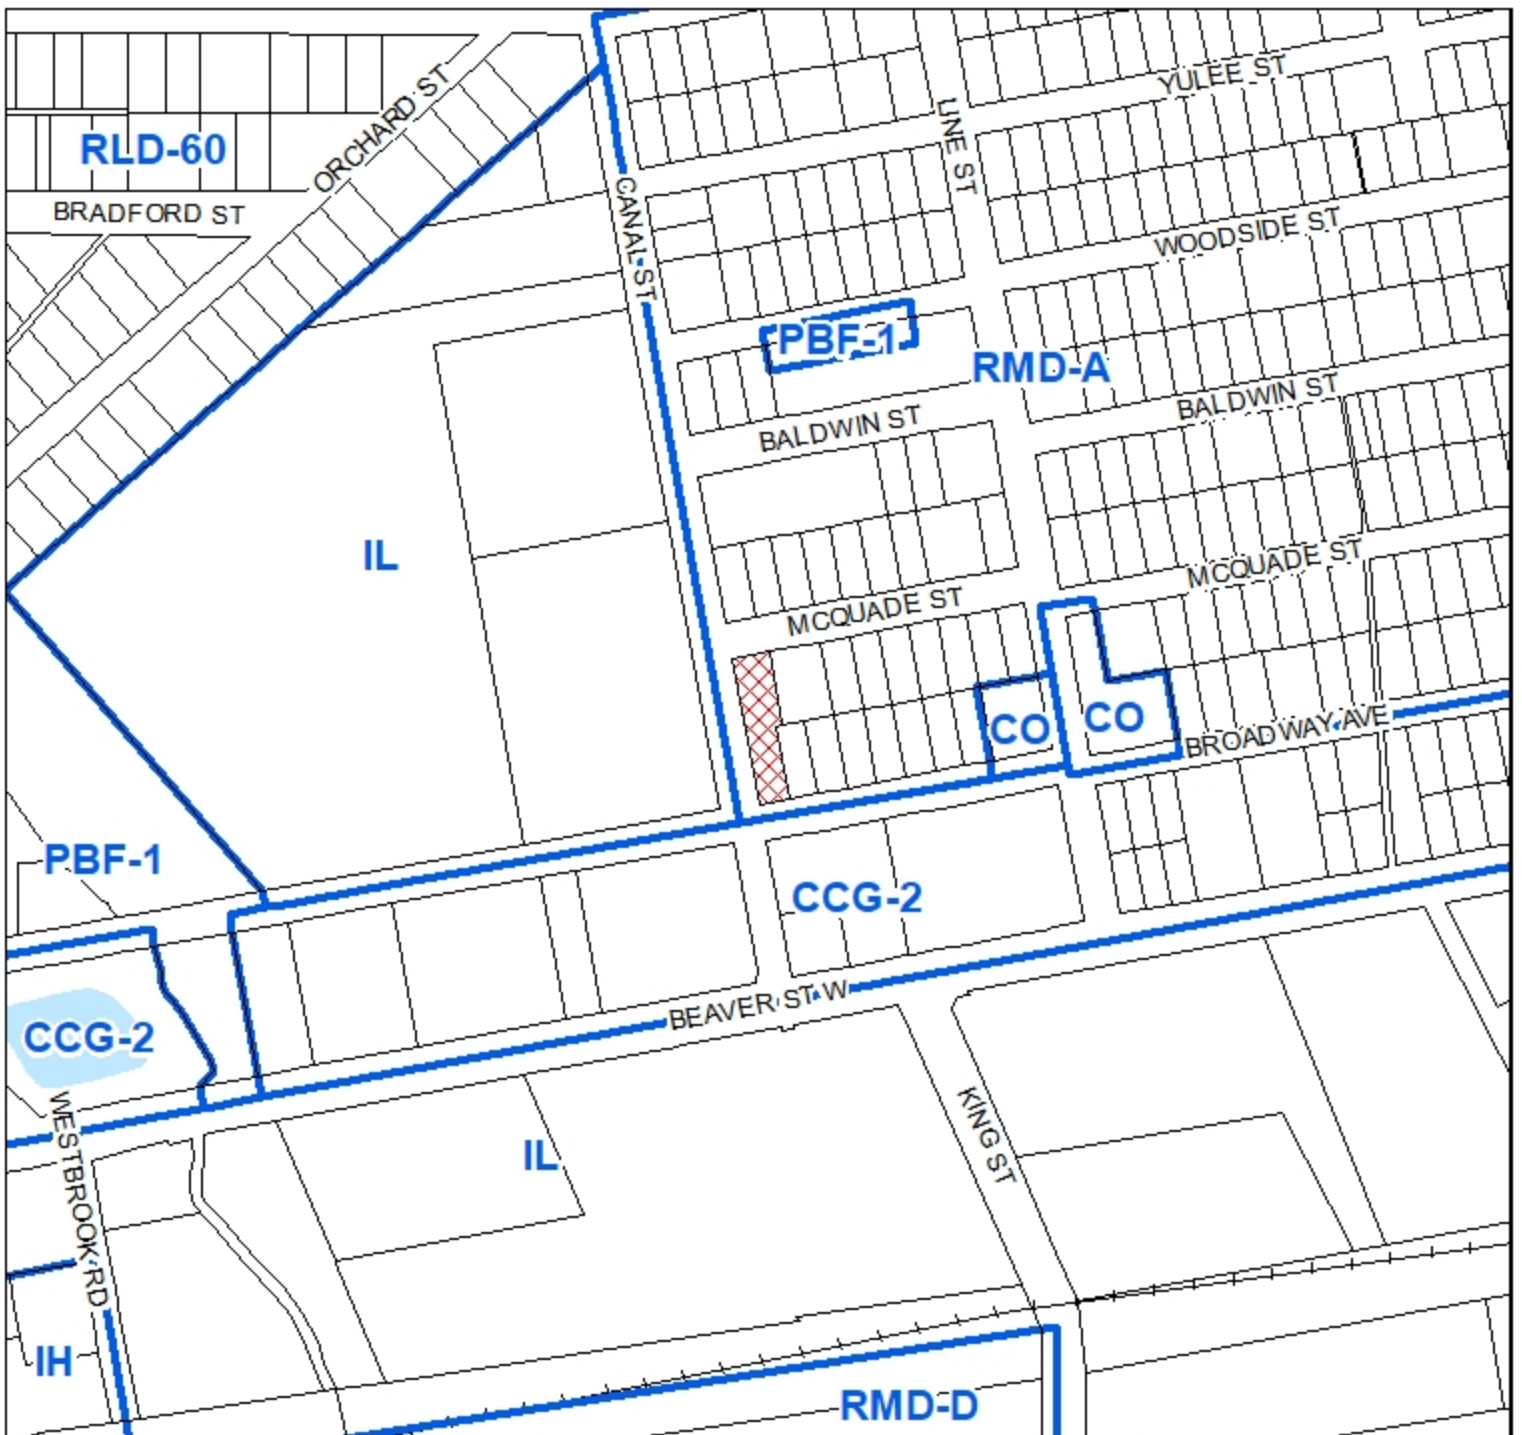 YULEE ST
ORCHARD ST
RLD-60
LINE ST
BRADFORD ST
CANAL ST
WOODSIDE ST
PBF-1
RMD-A
BALDWIN ST
BALDWIN ST
IL
MCQUADE ST
MCQUADE ST
CO
CO
BROADWAY AVE
PBF-1
CCG-2
BEAVER ST W
CCG-2
WESTBROOK RD
KING ST
IL
IH
RMD-D